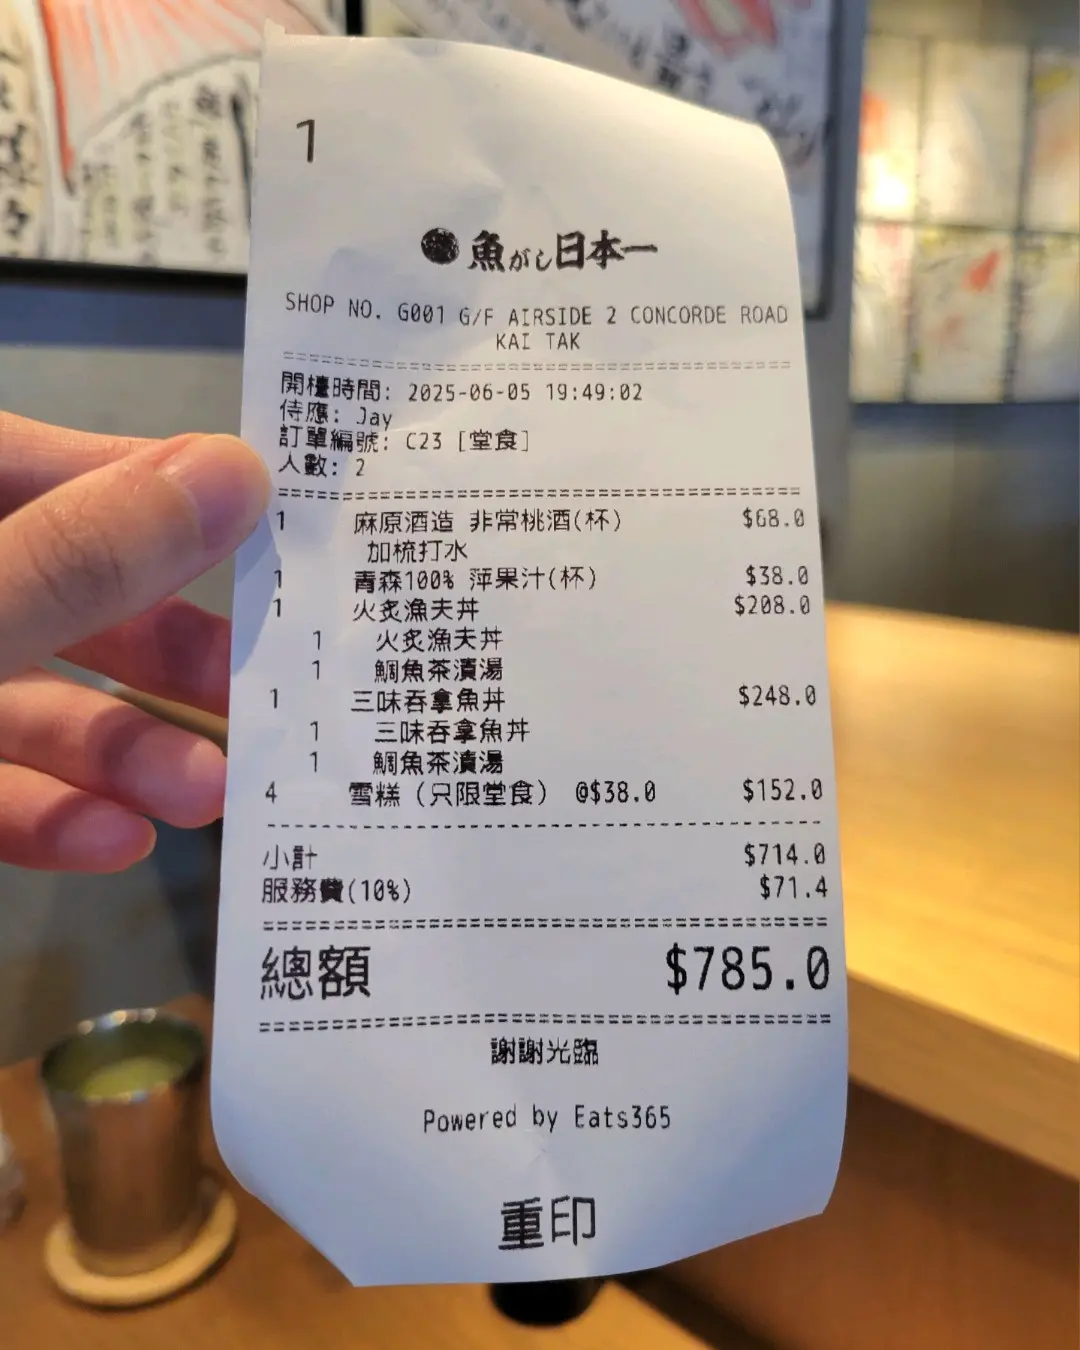 1
魚がし日本一
SHOP NO. G001 G/F AIRSIDE 2 CONCORDE ROAD
KAI TAK
開檯時間: 2025-06-05 19:49:02
侍應: Jay
訂單編號: C23 [堂食]
人數: 2
1 麻原酒造 非常桃酒(杯) $68.0
加梳打水
1 青森100% 萍果汁(杯) $38.0
1 火炙漁夫丼 $208.0
1 火炙漁夫丼
1 鯛魚茶漬湯
1 三味吞拿魚丼 $248.0
1 三味吞拿魚丼
1 鯛魚茶漬湯
4 雪糕 (只限堂食) @$38.0 $152.0
小計 $714.0
服務費(10%) $71.4
總額 $785.0
謝謝光臨
Powered by Eats365
重印